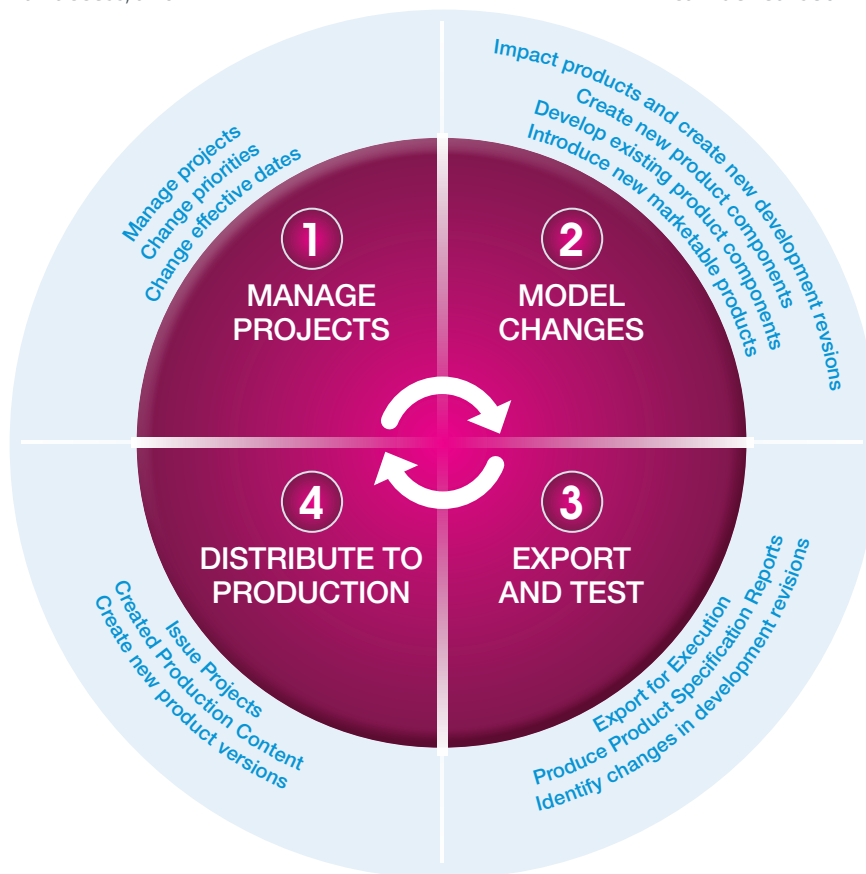 Manage projects
Change priorities
Change effective dates
1
MANAGE
PROJECTS
Impact products and create new development revsions
Create new product components
Develop existing product components
Introduce new marketable products
2
MODEL
CHANGES
4
DISTRIBUTE TO
PRODUCTION
Issue Projects
Created Production Content
Create new product versions
3
EXPORT
AND TEST
Export for Execution
Produce Product Specification Reports
Identify changes in development revisions